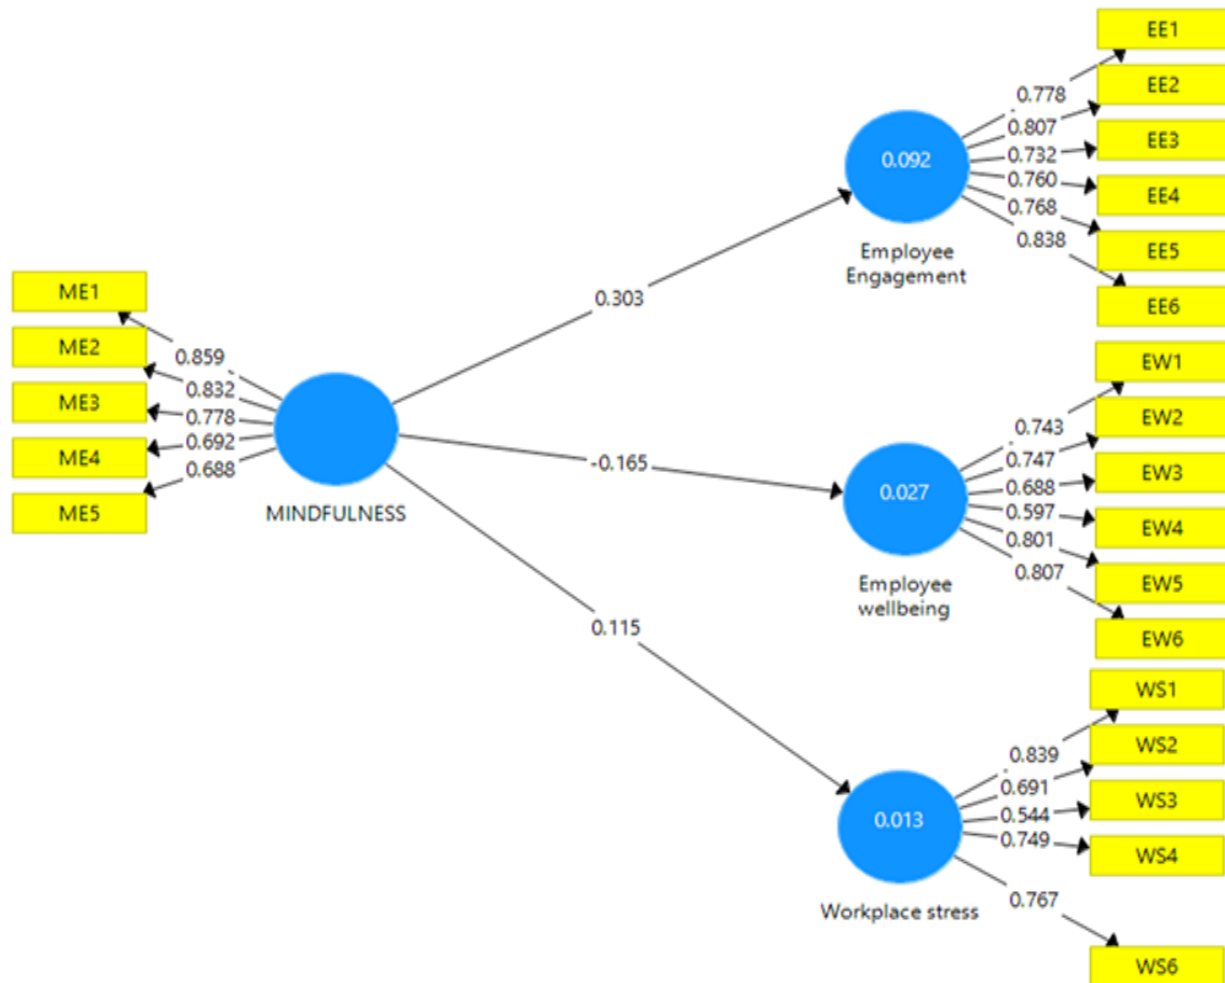 ME1
ME2
ME3
ME4
ME5
0.859
0.832
0.778
0.692
0.688
MINDFULNESS
0.303
-0.165
0.115
0.092
Employee
Engagement
0.778
0.807
0.732
0.760
0.768
0.838
EE1
EE2
EE3
EE4
EE5
EE6
0.027
Employee
wellbeing
0.743
0.747
0.688
0.597
0.801
0.807
EW1
EW2
EW3
EW4
EW5
EW6
0.013
Workplace stress
0.839
0.691
0.544
0.749
0.767
WS1
WS2
WS3
WS4
WS6